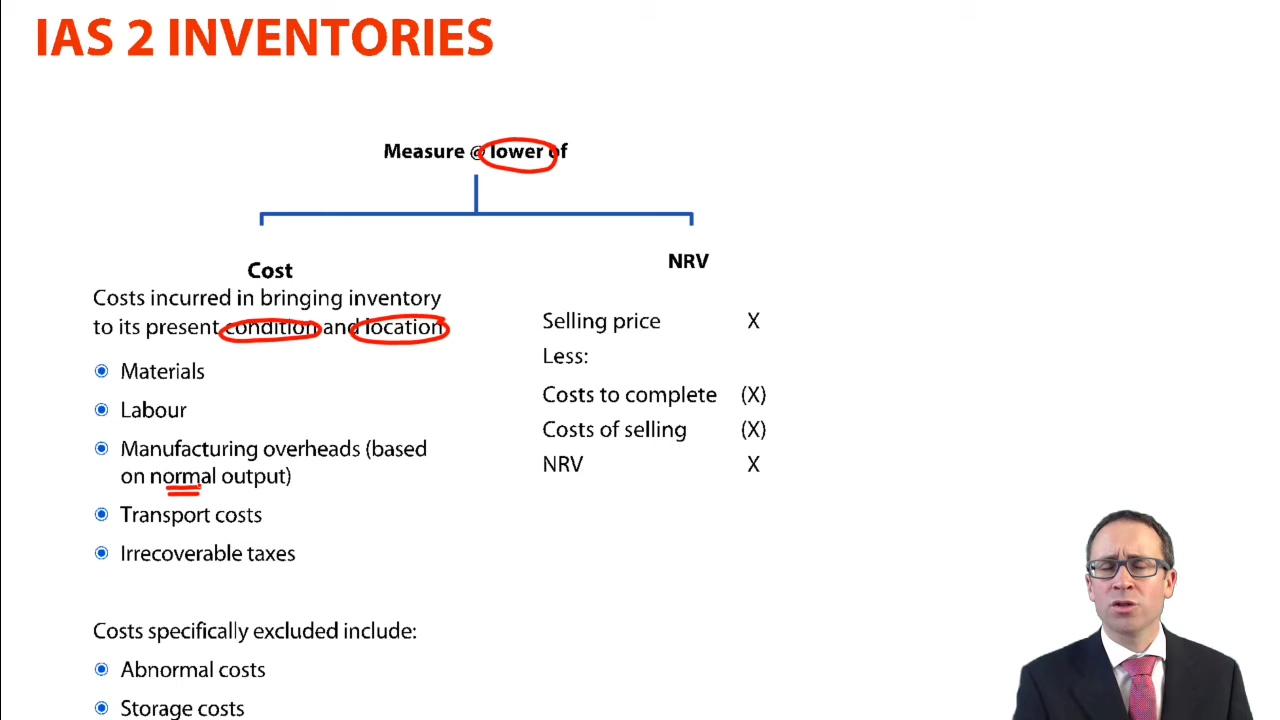 IAS 2 INVENTORIES
Measure @ lower of
Cost
Costs incurred in bringing inventory
to its present condition and location
Materials
Labour
Manufacturing overheads (based
on normal output)
Transport costs
Irrecoverable taxes
Costs specifically excluded include:
Abnormal costs
Storage costs
NRV
Selling price X
Less:
Costs to complete (X)
Costs of selling (X)
NRV X